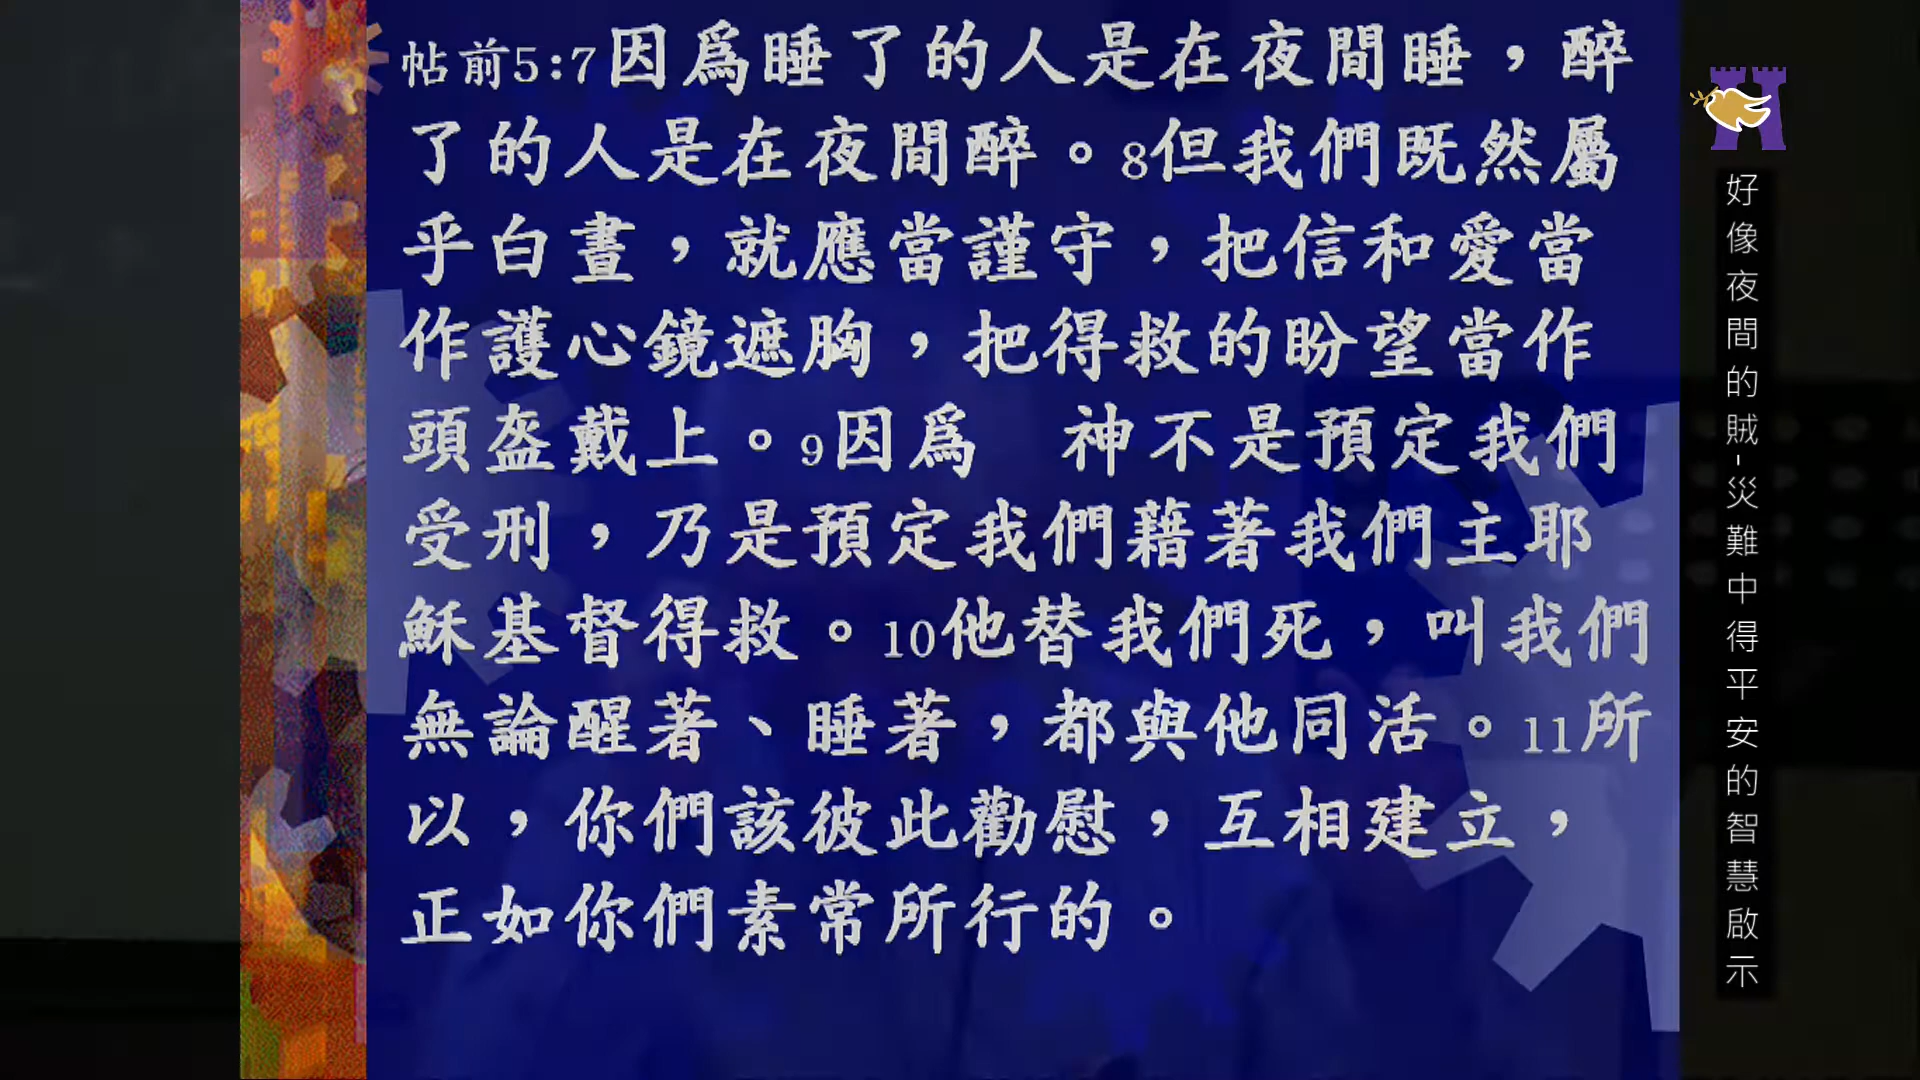 帖前5:7因爲睡了的人是在夜間睡，醉
了的人是在夜間醉。8但我們既然屬
乎白晝，就應當謹守，把信和愛當
作護心鏡遮胸，把得救的盼望當作
頭盔戴上。9因爲　神不是預定我們
受刑，乃是預定我們藉著我們主耶
穌基督得救。10他替我們死，叫我們
無論醒著、睡著，都與他同活。11所
以，你們該彼此勸慰，互相建立，
正如你們素常所行的。
好像夜間的賊-災難中得平安的智慧啟示